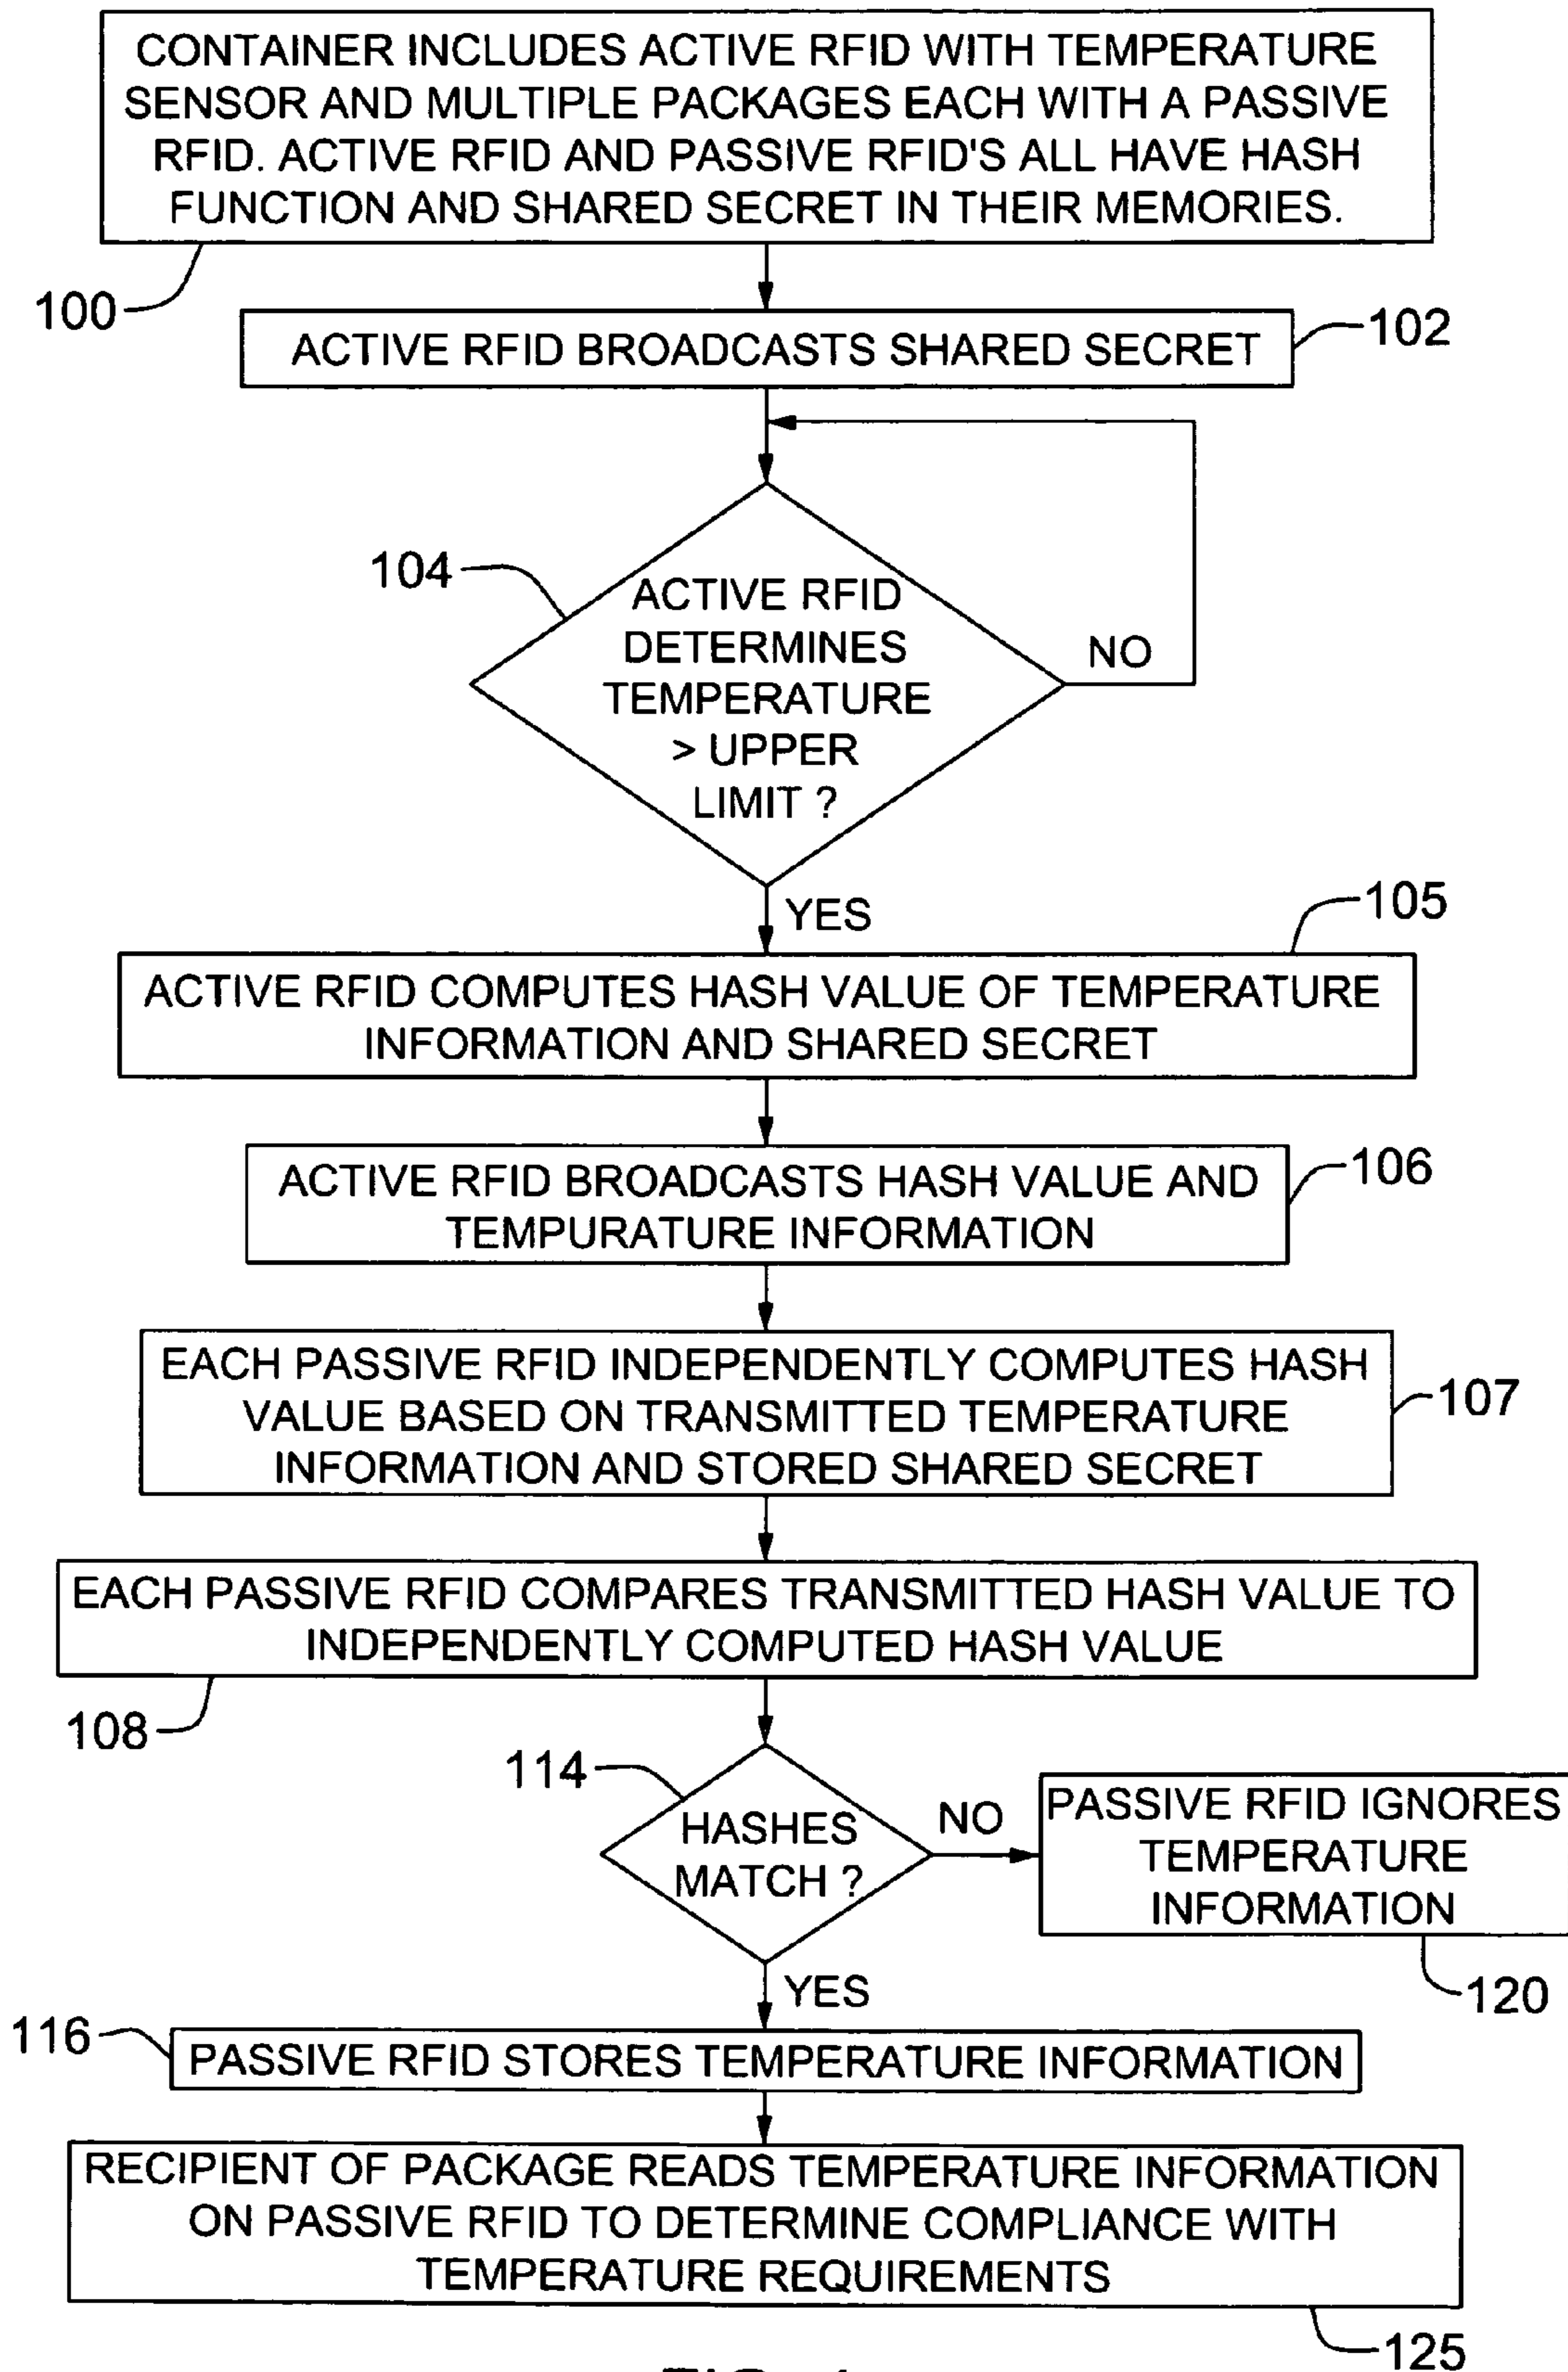 CONTAINER INCLUDES ACTIVE RFID WITH TEMPERATURE
SENSOR AND MULTIPLE PACKAGES EACH WITH A PASSIVE
RFID. ACTIVE RFID AND PASSIVE RFID'S ALL HAVE HASH
FUNCTION AND SHARED SECRET IN THEIR MEMORIES.
100
ACTIVE RFID BROADCASTS SHARED SECRET
102
104
ACTIVE RFID
DETERMINES
TEMPERATURE
> UPPER
LIMIT ?
NO
YES
105
ACTIVE RFID COMPUTES HASH VALUE OF TEMPERATURE
INFORMATION AND SHARED SECRET
ACTIVE RFID BROADCASTS HASH VALUE AND
TEMPURATURE INFORMATION
106
EACH PASSIVE RFID INDEPENDENTLY COMPUTES HASH
VALUE BASED ON TRANSMITTED TEMPERATURE
INFORMATION AND STORED SHARED SECRET
107
EACH PASSIVE RFID COMPARES TRANSMITTED HASH VALUE TO
INDEPENDENTLY COMPUTED HASH VALUE
108
114
HASHES
MATCH ?
NO
PASSIVE RFID IGNORES
TEMPERATURE
INFORMATION
120
YES
116
PASSIVE RFID STORES TEMPERATURE INFORMATION
RECIPIENT OF PACKAGE READS TEMPERATURE INFORMATION
ON PASSIVE RFID TO DETERMINE COMPLIANCE WITH
TEMPERATURE REQUIREMENTS
125